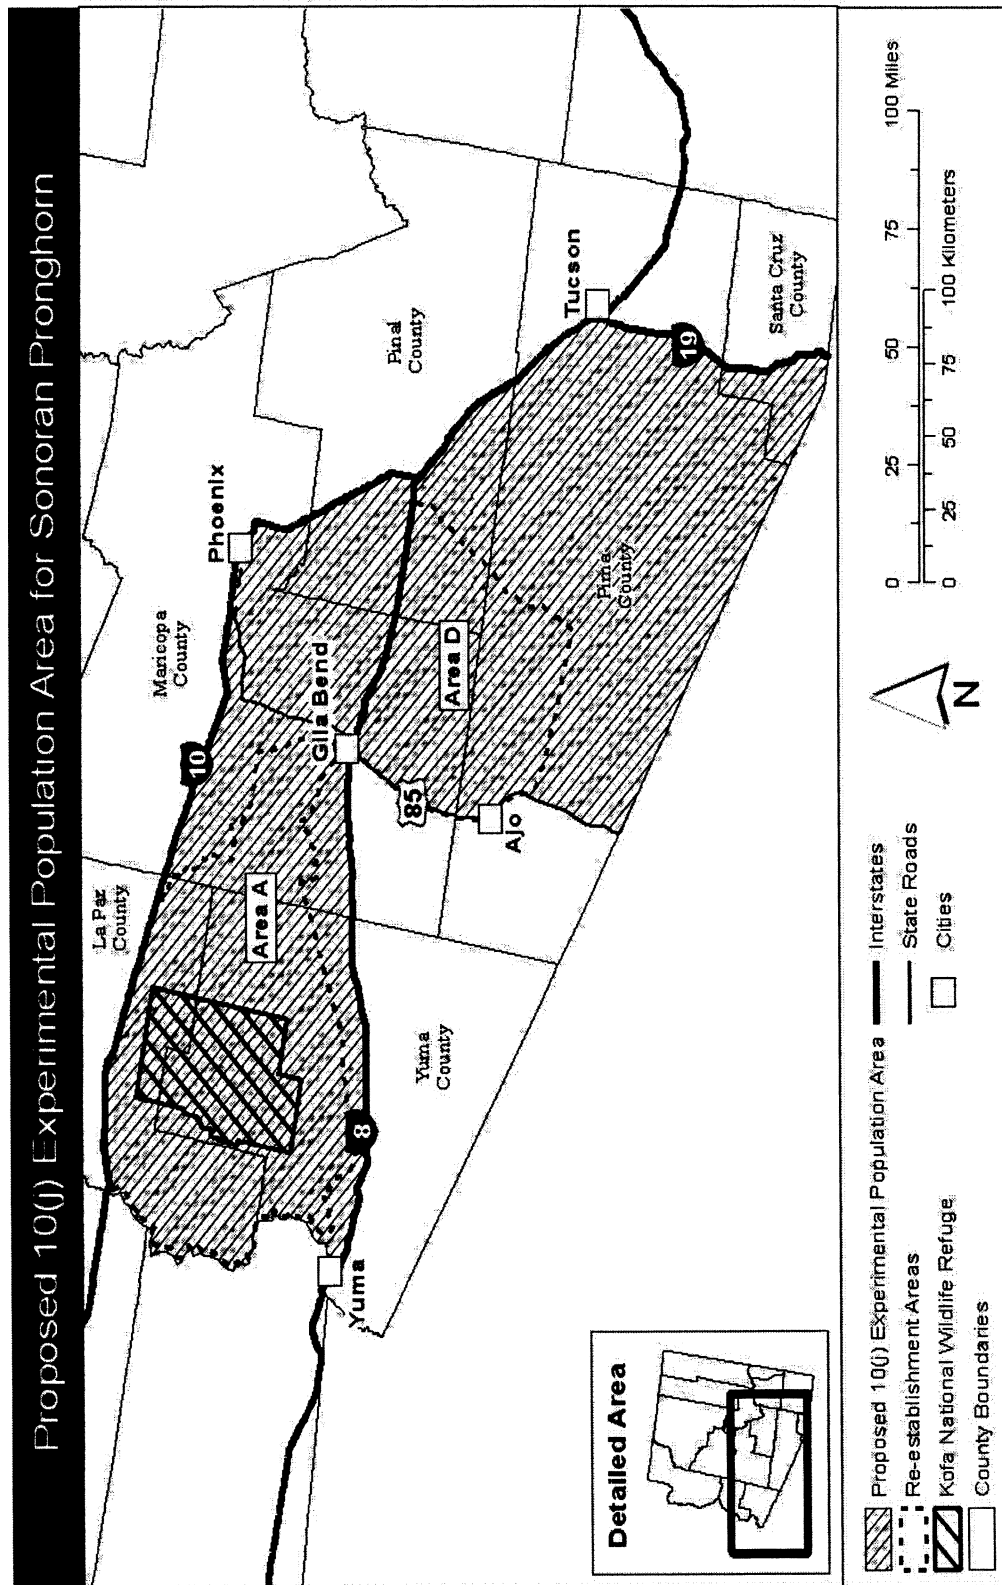 Proposed 10(j) Experimental Population Area for Sonoran Pronghorn
La Paz
County
Maricopa
County
10
Phoenix
Pinal
County
Area A
Gila Bend
8
Yuma
Yuma
County
85
Ajo
Area D
Pima
County
Tucson
19
Santa Cruz
County
Detailed Area
Proposed 10(j) Experimental Population Area
Re-establishment Areas
Kofa National Wildlife Refuge
County Boundaries
Interstates
State Roads
Cities
N
0 25 50 75 100 Miles
0 25 50 75 100 Kilometers